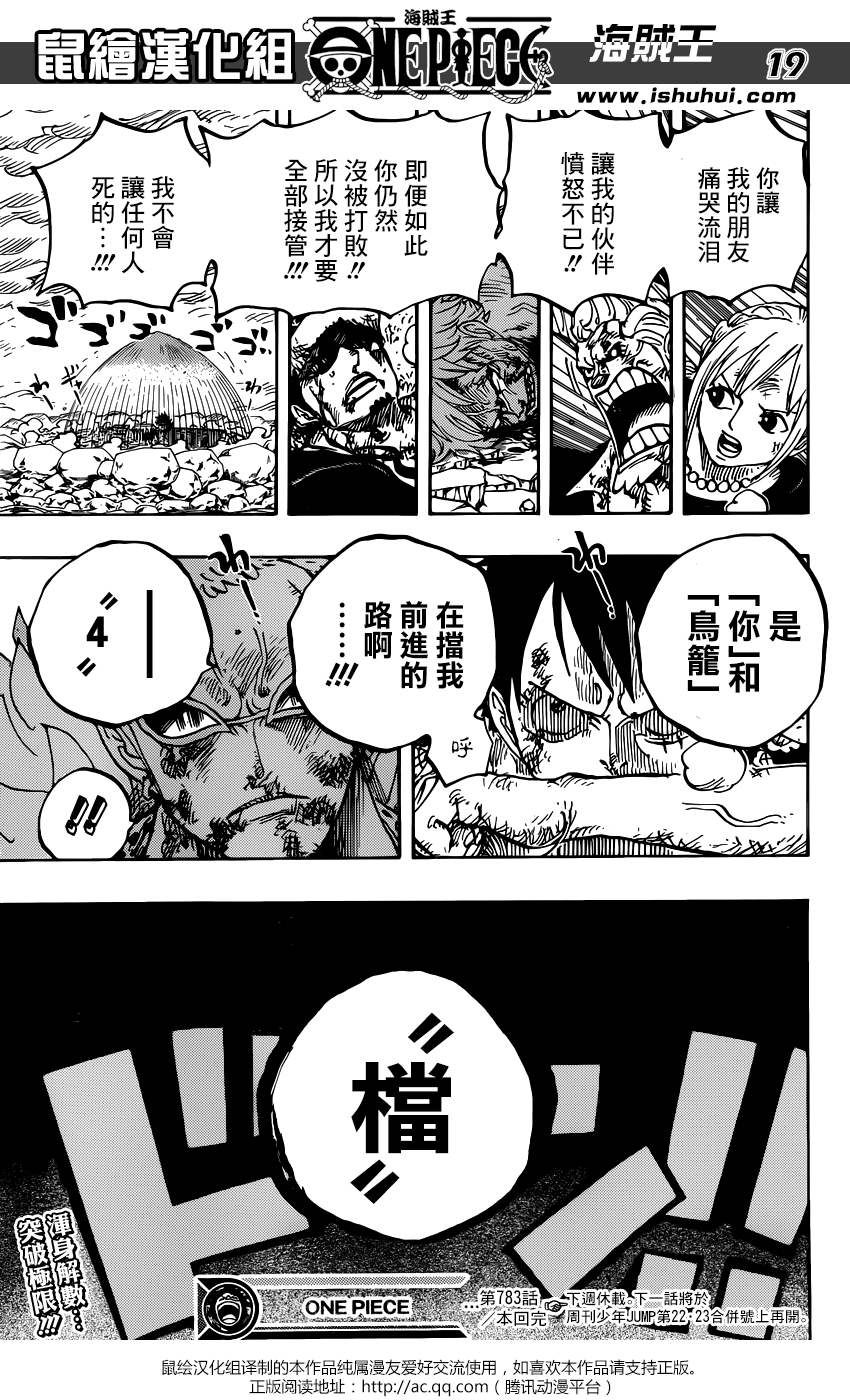 鼠繪漢化組
海賊王
ONE PIECE
海賊王
19
www.ishuhui.com
你讓
我的朋友
痛哭流泪
讓我的伙伴
憤怒不已!!
即便如此
你仍然
沒被打敗!!
所以我才要
全部接管!!!
我不會
讓任何人
死的…!!!
ゴゴゴ
是
「你」和
「鳥籠」
在擋我
前進的
路啊
……!!!
呼
—
〝4〟
!!
〝檔〟
ドン
渾身解數…
突破極限!!!
ONE PIECE
…第783話
／本回完
下週休載。下一話將於
周刊少年JUMP第22·23合併號上再開。
鼠绘汉化组译制的本作品纯属漫友爱好交流使用，如喜欢本作品请支持正版。
正版阅读地址：http://ac.qq.com（腾讯动漫平台）